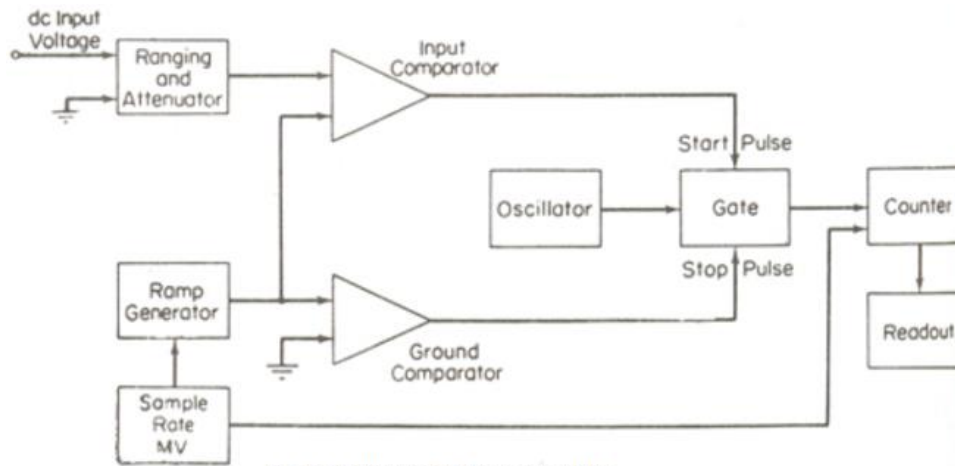 dc Input
Voltage
Ranging
and
Attenuator
Input
Comparator
Start Pulse
Oscillator
Gate
Counter
Stop Pulse
Ramp
Generator
Ground
Comparator
Readout
Sample
Rate
MV